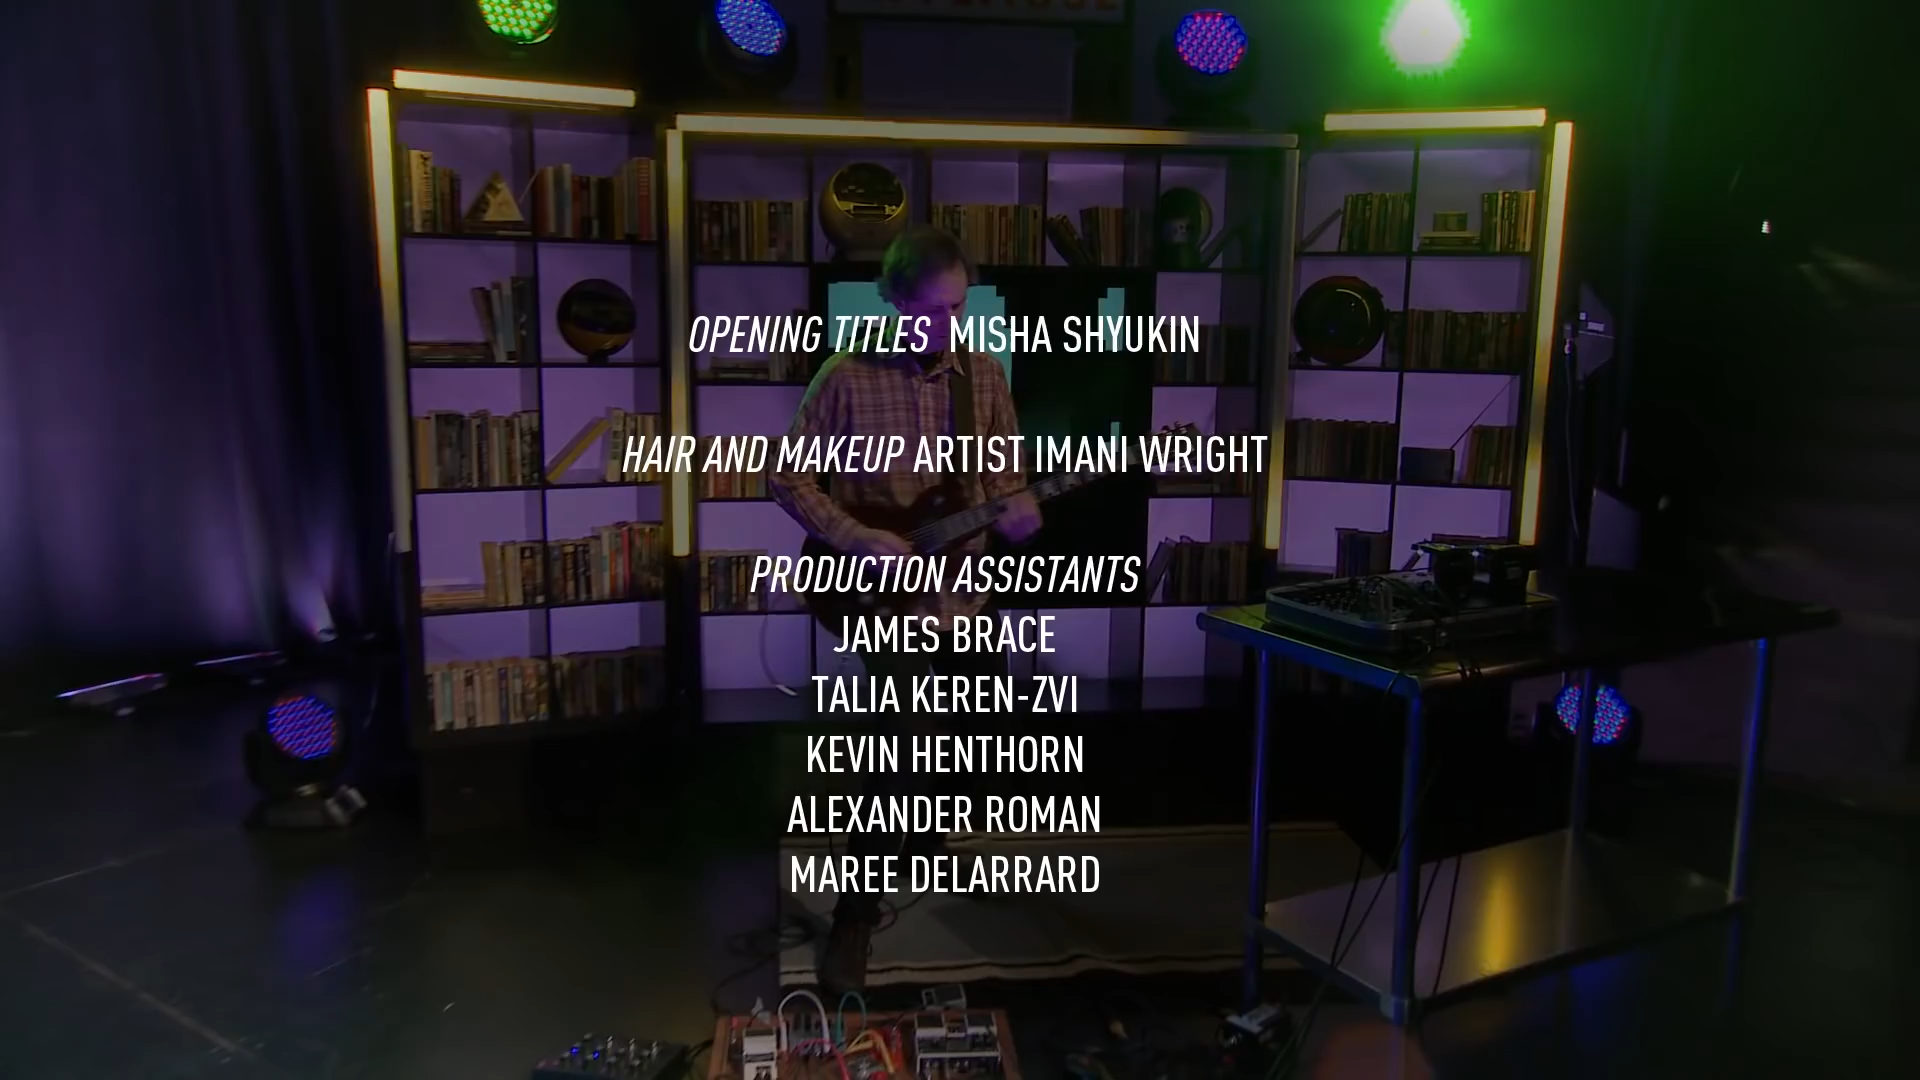 OPENING TITLES MISHA SHYUKIN
HAIR AND MAKEUP ARTIST IMANI WRIGHT
PRODUCTION ASSISTANTS
JAMES BRACE
TALIA KEREN-ZVI
KEVIN HENTHORN
ALEXANDER ROMAN
MAREE DELARRARD